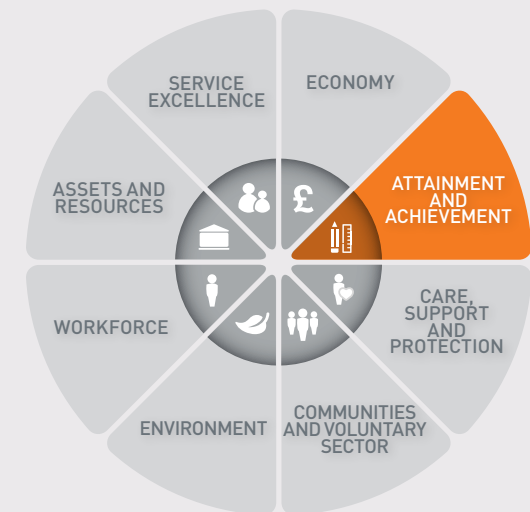 SERVICE
EXCELLENCE
ECONOMY
ATTAINMENT
AND
ACHIEVEMENT
CARE,
SUPPORT
AND
PROTECTION
COMMUNITIES
AND VOLUNTARY
SECTOR
ENVIRONMENT
WORKFORCE
ASSETS AND
RESOURCES
£